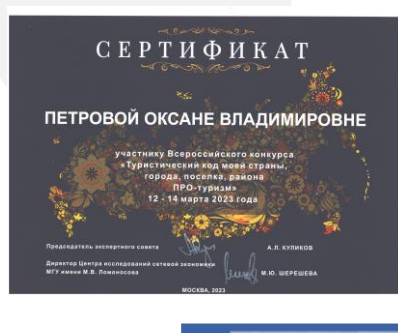 СЕРТИФИКАТ
ПЕТРОВОЙ ОКСАНЕ ВЛАДИМИРОВНЕ
участнику Всероссийского конкурса
«Туристический код моей страны,
города, поселка, района
ПРО-туризм»
12 - 14 марта 2023 года
Председатель экспертного совета
А.Л. КУЛИКОВ
Директор Центра исследований сетевой экономики
МГУ имени М.В. Ломоносова
М.Ю. ШЕРЕШЕВА
МОСКВА, 2023